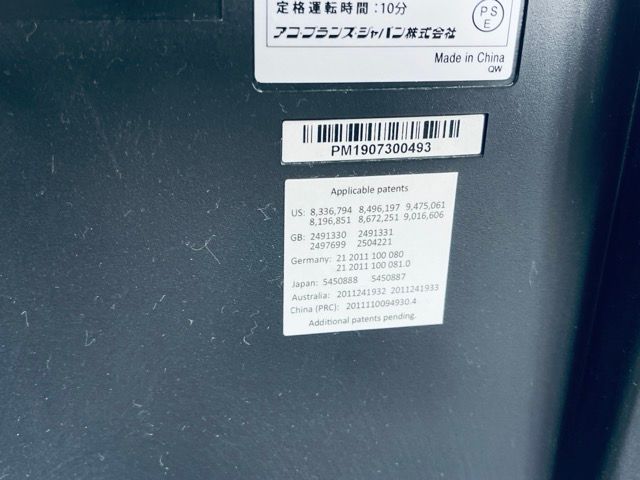 定格運転時間:10分
PS
E
アコ・ブランズ・ジャパン株式会社
Made in China
QW
PM1907300493
Applicable patents
US: 8,336,794 8,496,197 9,475,061
8,196,851 8,672,251 9,016,606
GB: 2491330 2491331
2497699 2504221
Germany: 21 2011 100 080
21 2011 100 081.0
Japan: 5450888 5450887
Australia: 2011241932 2011241933
China (PRC): 2011110094930.4
Additional patents pending.